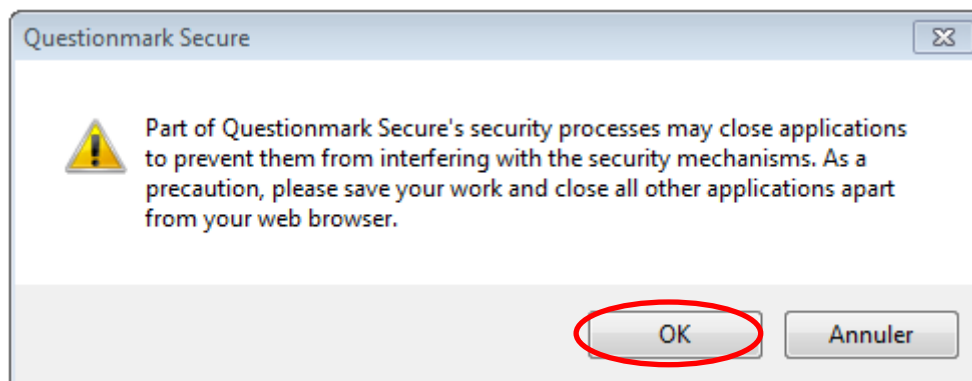 Questionmark Secure
Part of Questionmark Secure's security processes may close applications
to prevent them from interfering with the security mechanisms. As a
precaution, please save your work and close all other applications apart
from your web browser.
OK
Annuler